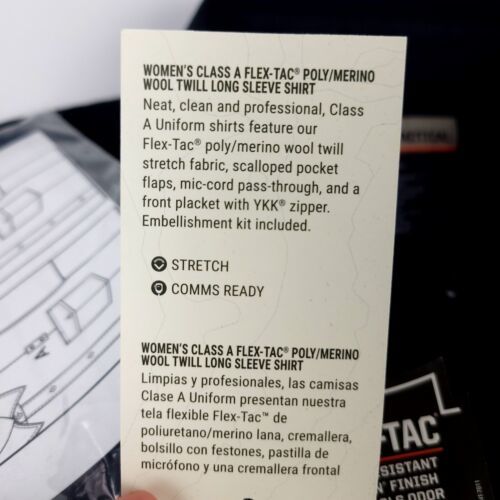 WOMEN'S CLASS A FLEX-TAC® POLY/MERINO
WOOL TWILL LONG SLEEVE SHIRT
Neat, clean and professional, Class
A Uniform shirts feature our
Flex-Tac® poly/merino wool twill
stretch fabric, scalloped pocket
flaps, mic-cord pass-through, and a
front placket with YKK® zipper.
Embellishment kit included.
STRETCH
COMMS READY
WOMEN'S CLASS A FLEX-TAC® POLY/MERINO
WOOL TWILL LONG SLEEVE SHIRT
Limpias y profesionales, las camisas
Clase A Uniform presentan nuestra
tela flexible Flex-Tac™ de
poliuretano/merino lana, cremallera,
bolsillo con festones, pastilla de
micrófono y una cremallera frontal
TACTICAL
A
-TAC®
SISTANT
N FINISH
ODOR